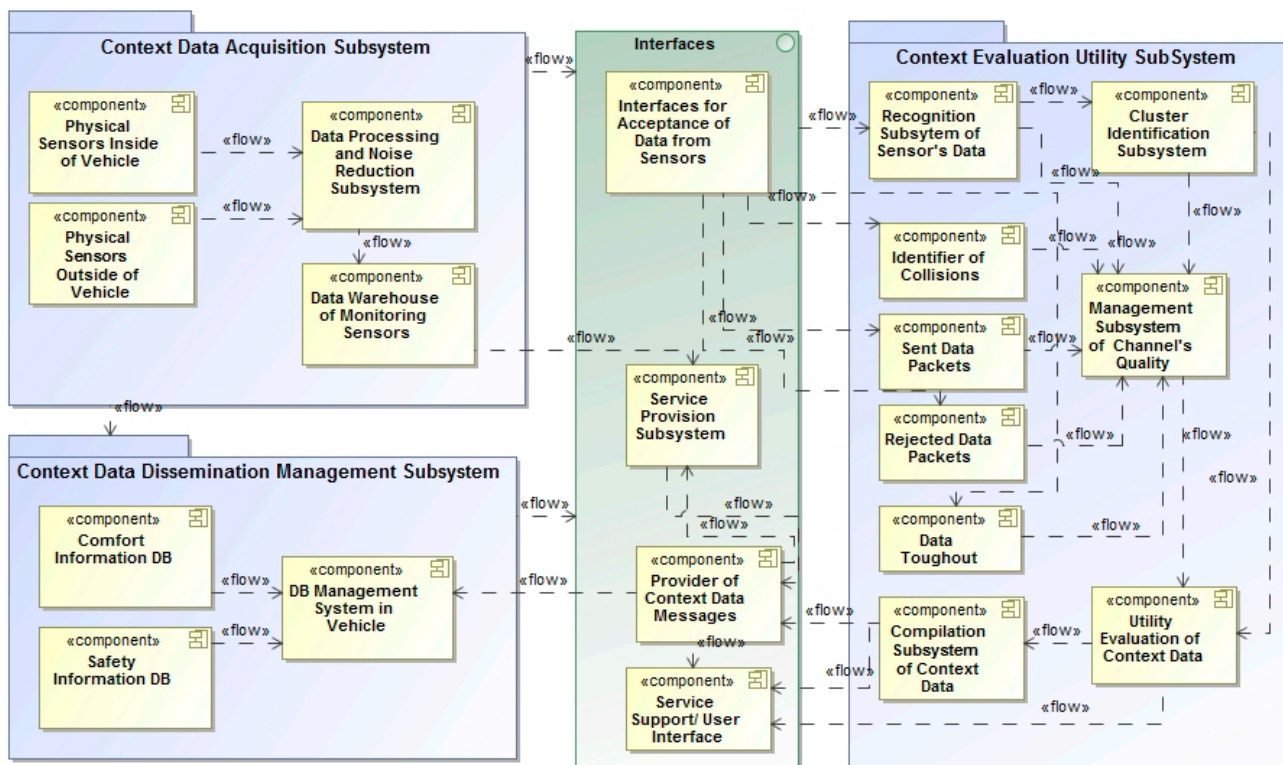 Context Data Acquisition Subsystem
«component»
Physical
Sensors Inside
of Vehicle
«flow»
«component»
Data Processing
and Noise
Reduction
Subsystem
«component»
Physical
Sensors
Outside of
Vehicle
«flow»
«flow»
«component»
Data Warehouse
of Monitoring
Sensors
«flow»
«flow»
«flow»
Context Data Dissemination Management Subsystem
«component»
Comfort
Information DB
«flow»
«component»
DB Management
System in
Vehicle
«component»
Safety
Information DB
«flow»
«flow»
«flow»
Interfaces
«component»
Interfaces for
Acceptance of
Data from
Sensors
«flow»
«flow»
«flow»
«flow»
«flow»
«flow»
«component»
Service
Provision
Subsystem
«flow»
«flow»
«component»
Provider of
Context Data
Messages
«flow»
«component»
Service
Support/ User
Interface
Context Evaluation Utility SubSystem
«component»
Recognition
Subsytem of
Sensor's Data
«flow»
«component»
Cluster
Identification
Subsystem
«flow»
«flow»
«component»
Identifier of
Collisions
«flow»
«component»
Management
Subsystem
of Channel's
Quality
«component»
Sent Data
Packets
«flow»
«component»
Rejected Data
Packets
«flow»
«flow»
«flow»
«component»
Data
Toughout
«flow»
«component»
Compilation
Subsystem
of Context
Data
«flow»
«component»
Utility
Evaluation of
Context Data
«flow»
«flow»
«flow»